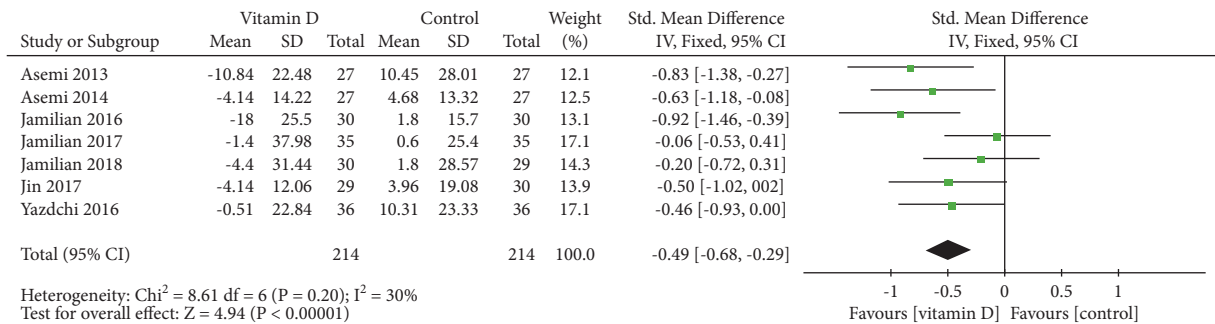 Vitamin D Control Weight Std. Mean Difference Std. Mean Difference
Study or Subgroup Mean SD Total Mean SD Total (%) IV, Fixed, 95% CI IV, Fixed, 95% CI
Asemi 2013 -10.84 22.48 27 10.45 28.01 27 12.1 -0.83 [-1.38, -0.27]
Asemi 2014 -4.14 14.22 27 4.68 13.32 27 12.5 -0.63 [-1.18, -0.08]
Jamilian 2016 -18 25.5 30 1.8 15.7 30 13.1 -0.92 [-1.46, -0.39]
Jamilian 2017 -1.4 37.98 35 0.6 25.4 35 17.1 -0.06 [-0.53, 0.41]
Jamilian 2018 -4.4 31.44 30 1.8 28.57 29 14.3 -0.20 [-0.72, 0.31]
Jin 2017 -4.14 12.06 29 3.96 19.08 30 13.9 -0.50 [-1.02, 002]
Yazdchi 2016 -0.51 22.84 36 10.31 23.33 36 17.1 -0.46 [-0.93, 0.00]
Total (95% CI) 214 214 100.0 -0.49 [-0.68, -0.29]
Heterogeneity: Chi² = 8.61 df = 6 (P = 0.20); I² = 30%
Test for overall effect: Z = 4.94 (P < 0.00001)
-1 -0.5 0 0.5 1
Favours [vitamin D] Favours [control]